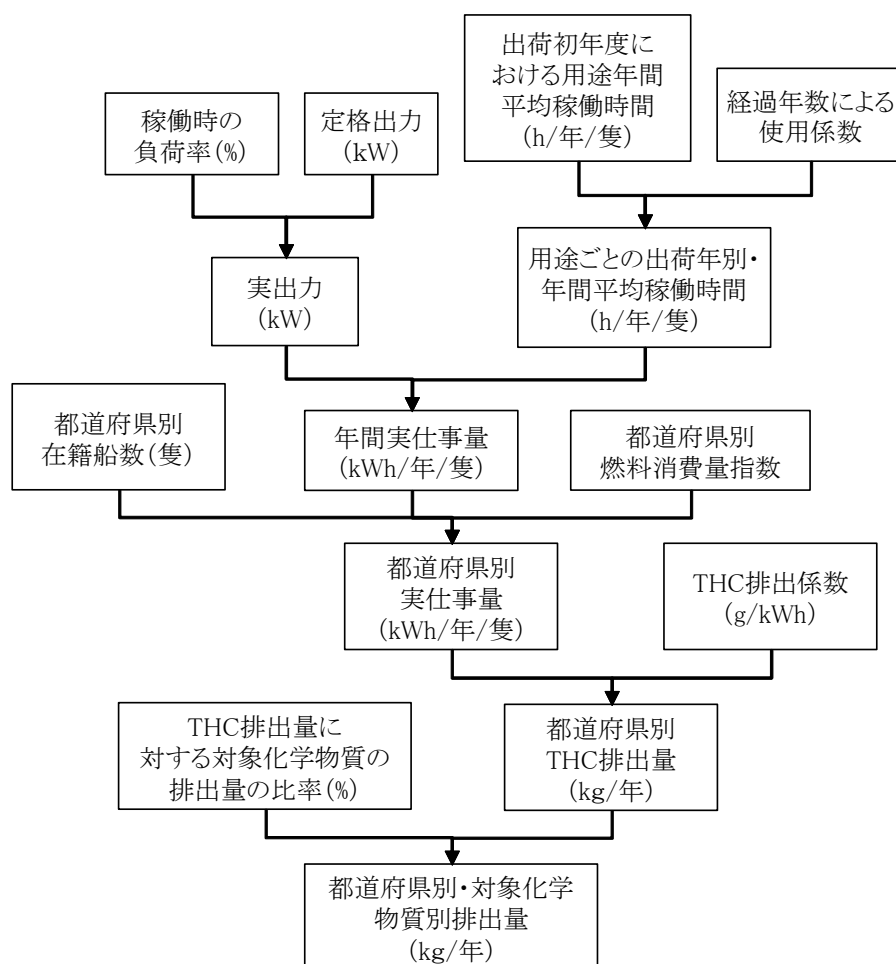 出荷初年度に
おける用途年間
平均稼働時間
(h/年/隻)
経過年数による
使用係数
稼働時の
負荷率(%)
定格出力
(kW)
実出力
(kW)
用途ごとの出荷年別・
年間平均稼働時間
(h/年/隻)
都道府県別
在籍船数(隻)
年間実仕事量
(kWh/年/隻)
都道府県別
燃料消費量指数
都道府県別
実仕事量
(kWh/年/隻)
THC排出係数
(g/kWh)
THC排出量に
対する対象化学物質の
排出量の比率(%)
都道府県別
THC排出量
(kg/年)
都道府県別・対象化学
物質別排出量
(kg/年)